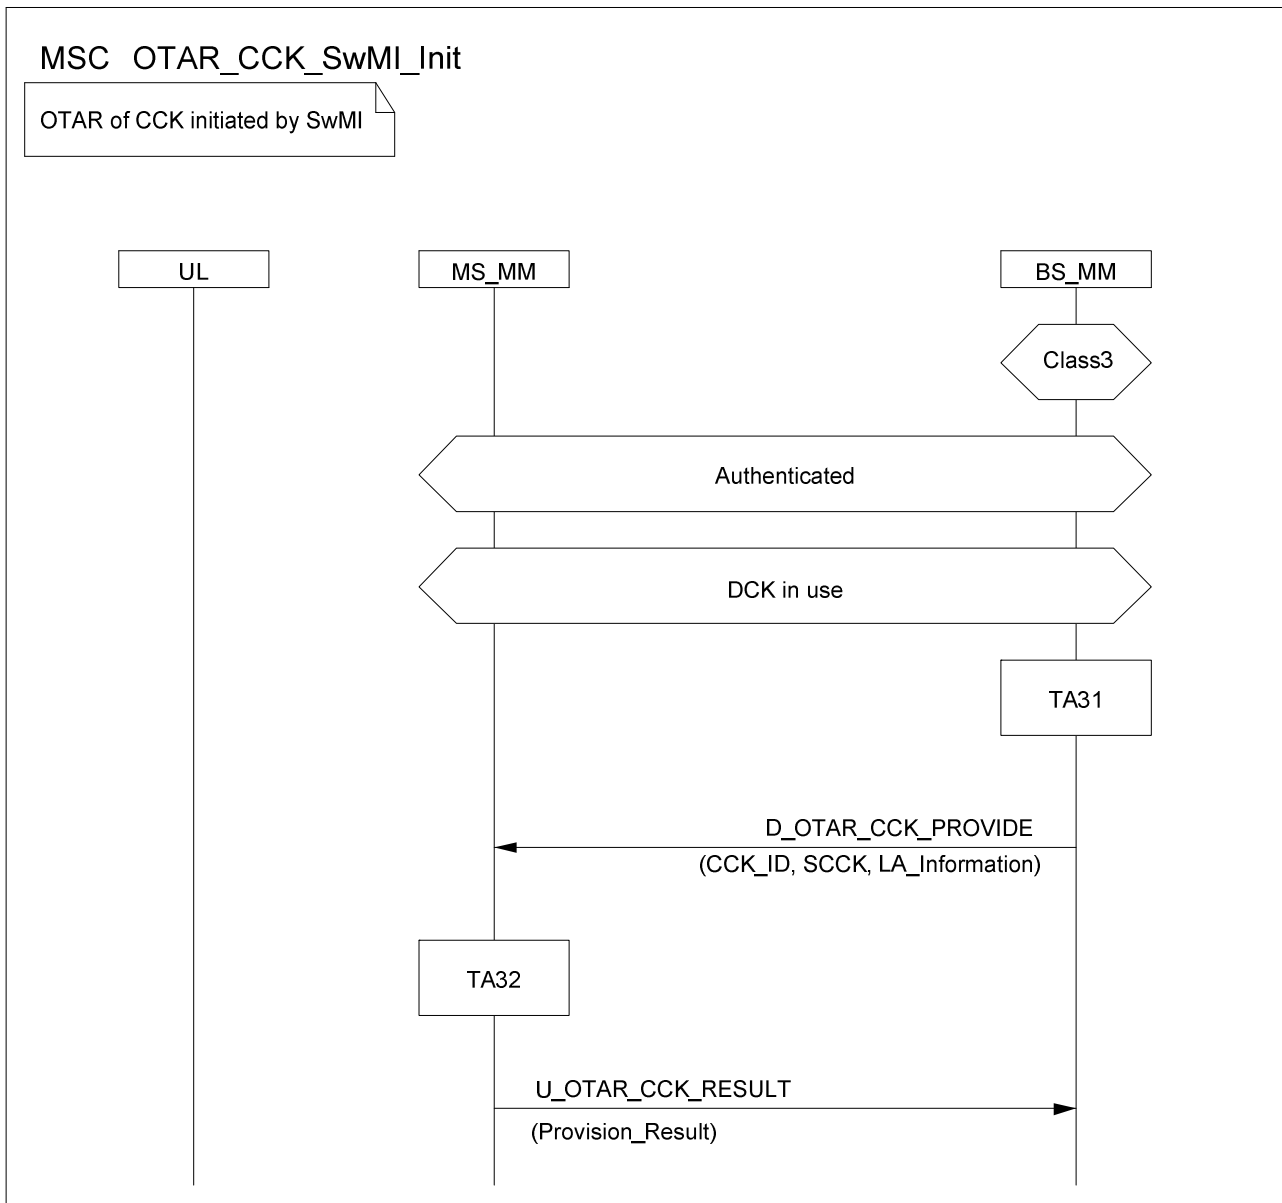 MSC OTAR_CCK_SwMI_Init
OTAR of CCK initiated by SwMI
UL
MS_MM
BS_MM
Class3
Authenticated
DCK in use
TA31
D_OTAR_CCK_PROVIDE
(CCK_ID, SCCK, LA_Information)
TA32
U_OTAR_CCK_RESULT
(Provision_Result)